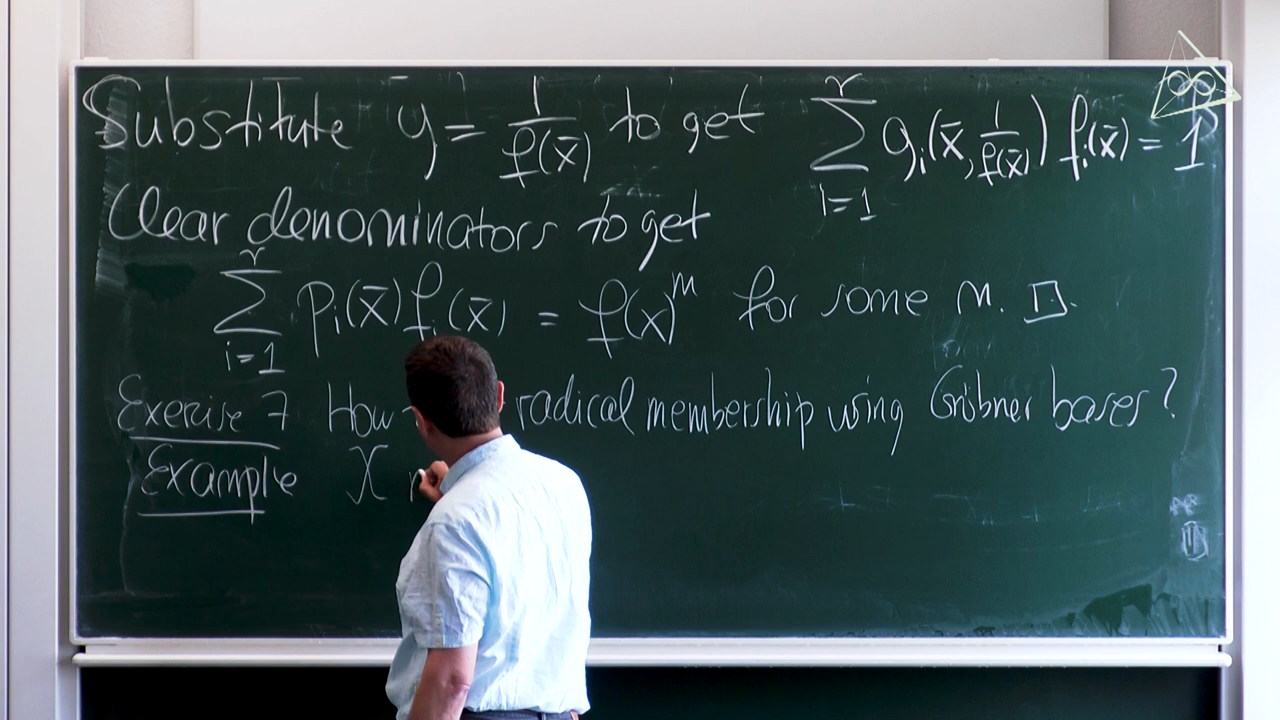 Substitute y = 1/f(x̄) to get ∑_{i=1}^{r} g_i(x̄, 1/f(x̄)) f_i(x̄) = 1
Clear denominators to get
∑_{i=1}^{r} p_i(x̄) f_i(x̄) = f(x)^m for some m. □.
Exercise 7 How radical membership using Gröbner bases?
Example X